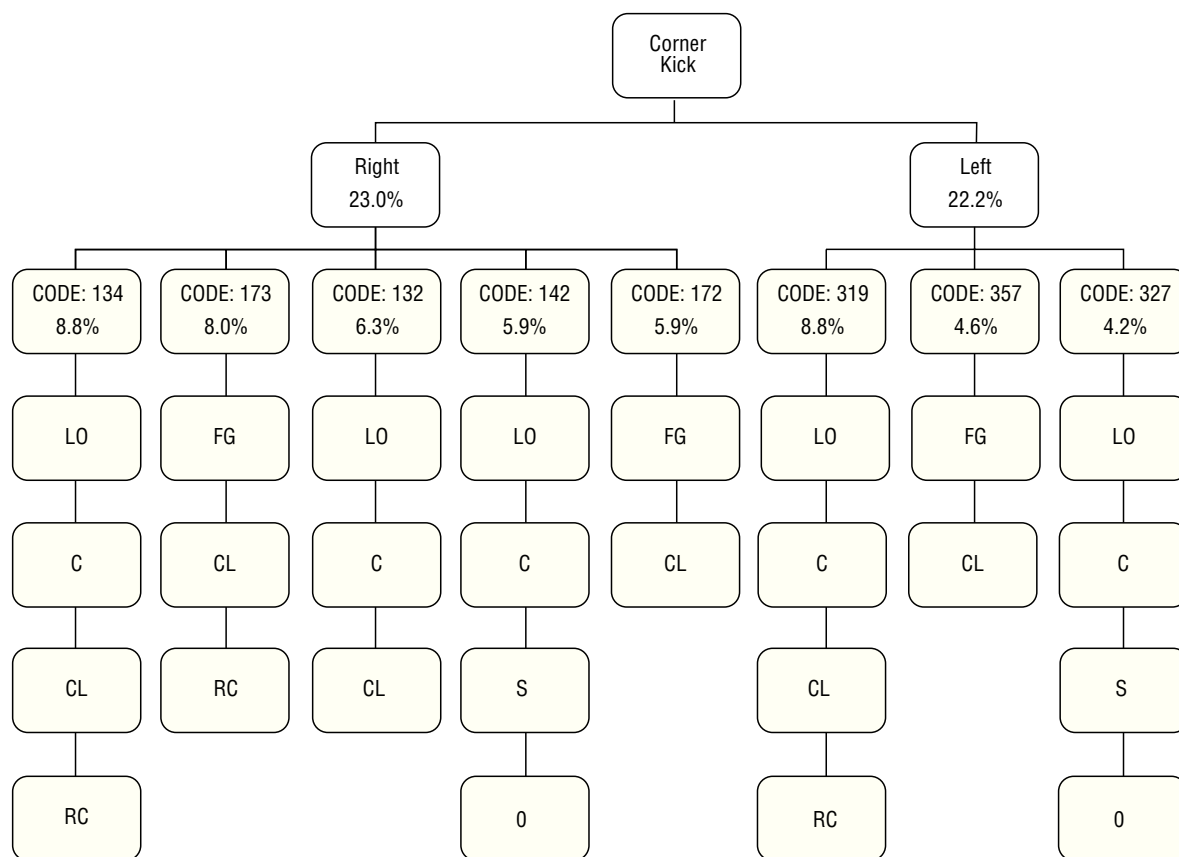 Corner
Kick
Right
23.0%
Left
22.2%
CODE: 134
8.8%
CODE: 173
8.0%
CODE: 132
6.3%
CODE: 142
5.9%
CODE: 172
5.9%
CODE: 319
8.8%
CODE: 357
4.6%
CODE: 327
4.2%
LO
FG
LO
LO
FG
LO
FG
LO
C
CL
C
C
CL
C
CL
C
CL
RC
CL
S
CL
S
RC
0
RC
0